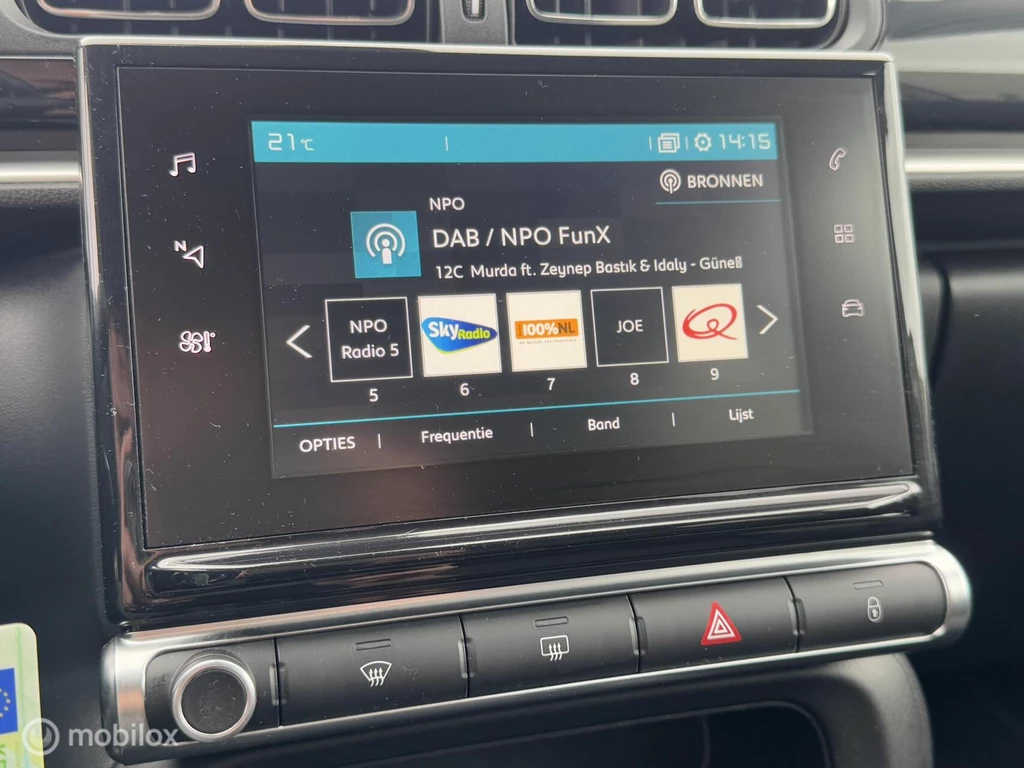 21°C
14:15
BRONNEN
NPO
DAB / NPO FunX
12C Murda ft. Zeynep Bastık & Idaly - Güne
N
NPO
Radio 5
Sky Radio
100%NL
JOE
Q
5
6
7
8
9
OPTIES
Frequentie
Band
Lijst
mobilox